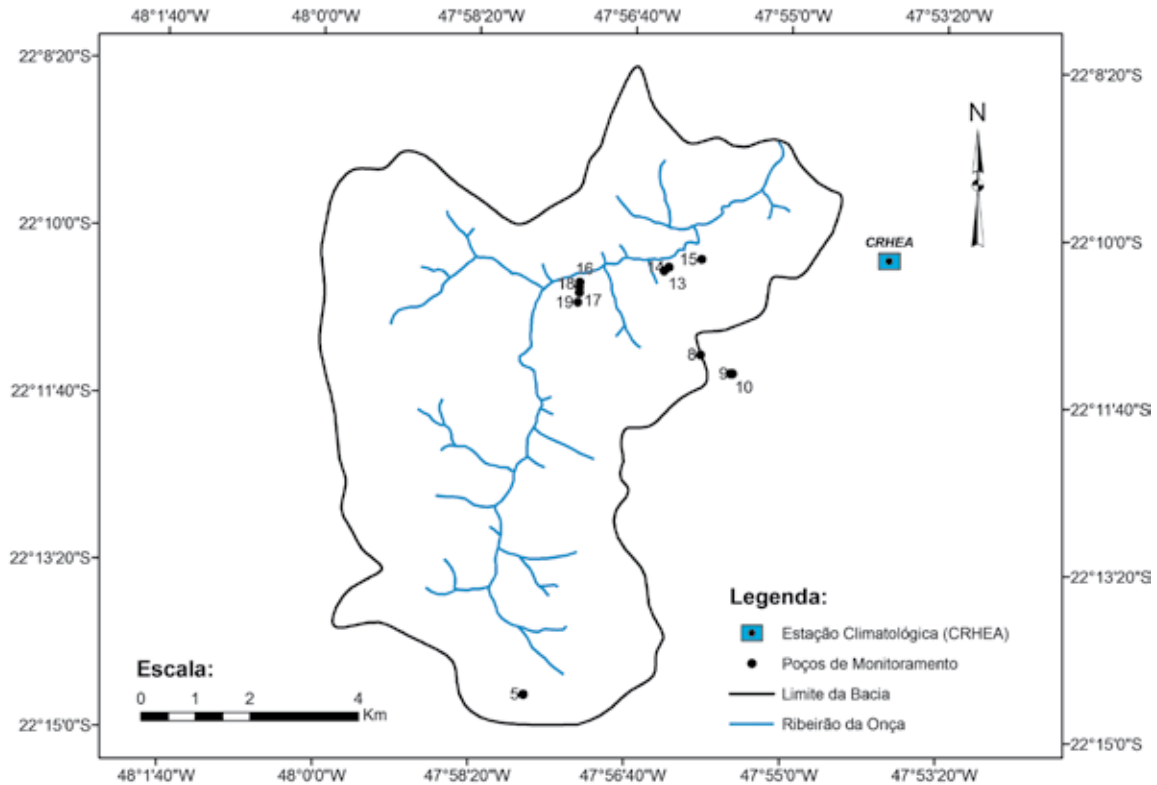 48°1'40"W 48°0'0"W 47°58'20"W 47°56'40"W 47°55'0"W 47°53'20"W
22°8'20"S 22°8'20"S
N
22°10'0"S 22°10'0"S
CRHEA
15
14
13
16
18
17
19
8
9
10
22°11'40"S 22°11'40"S
22°13'20"S 22°13'20"S
Legenda:
Estação Climatológica (CRHEA)
Poços de Monitoramento
Limite da Bacia
Ribeirão da Onça
Escala:
0 1 2 4
Km
5
22°15'0"S 22°15'0"S
48°1'40"W 48°0'0"W 47°58'20"W 47°56'40"W 47°55'0"W 47°53'20"W